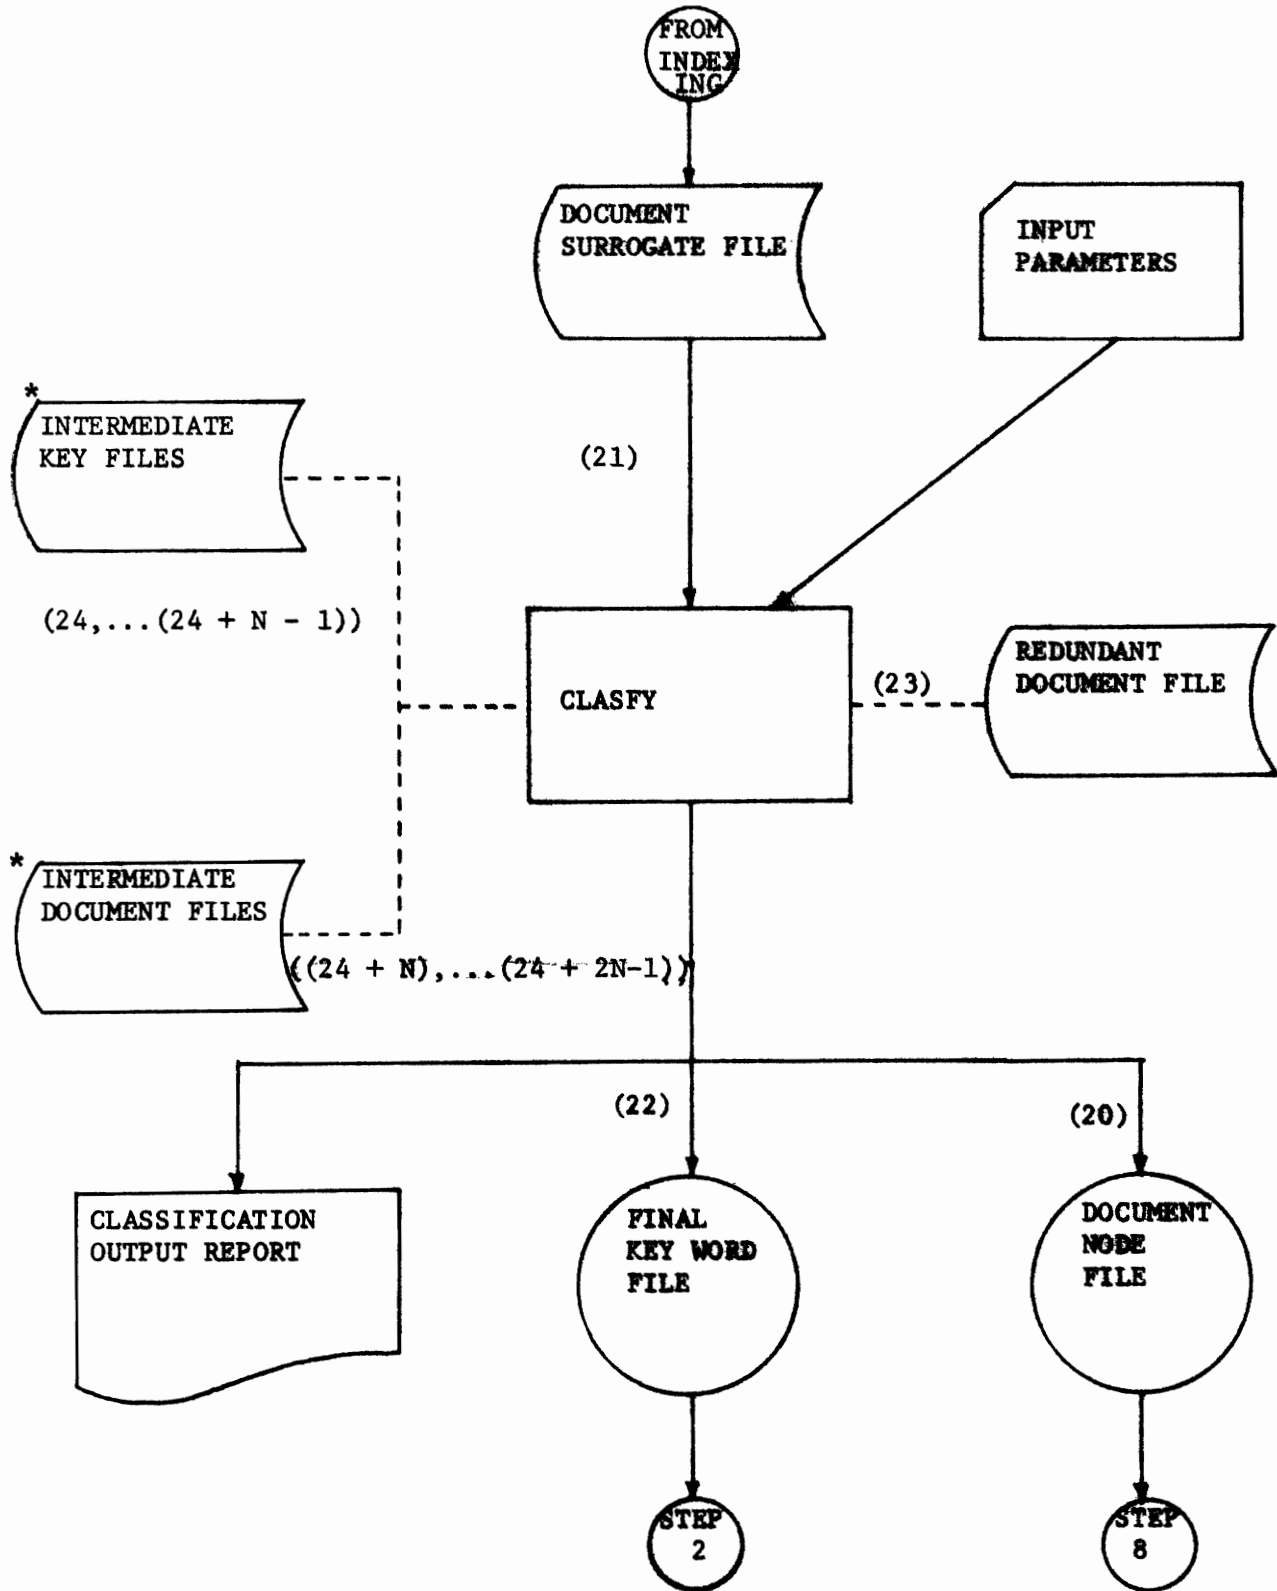 FROM
INDEX
ING
DOCUMENT
SURROGATE FILE
INPUT
PARAMETERS
*
INTERMEDIATE
KEY FILES
(21)
(24,...(24 + N - 1))
CLASFY
(23)
REDUNDANT
DOCUMENT FILE
*
INTERMEDIATE
DOCUMENT FILES
((24 + N),...(24 + 2N-1))
(22)
(20)
CLASSIFICATION
OUTPUT REPORT
FINAL
KEY WORD
FILE
DOCUMENT
NODE
FILE
STEP
2
STEP
8